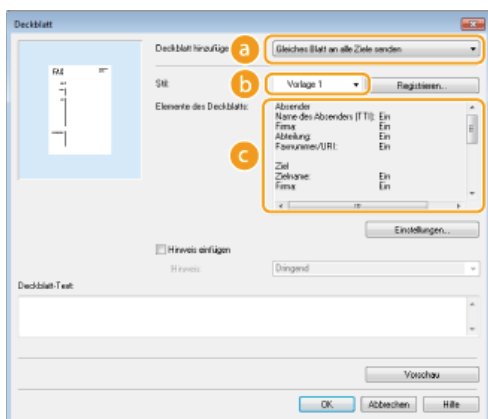 Deckblatt
Deckblatt hinzufüge a Gleiches Blatt an alle Ziele senden
FAX
Stil: b Vorlage 1 Registrieren...
Elemente des Deckblatts: c
Absender
Name des Absenders (TTI): Ein
Firma: Ein
Abteilung: Ein
Faxnummer/URI: Ein
Ziel
Zielname: Ein
Firma: Ein
Einstellungen...
Hinweis einfügen
Hinweis: Dringend
Deckblatt-Text:
Vorschau
OK Abbrechen Hilfe